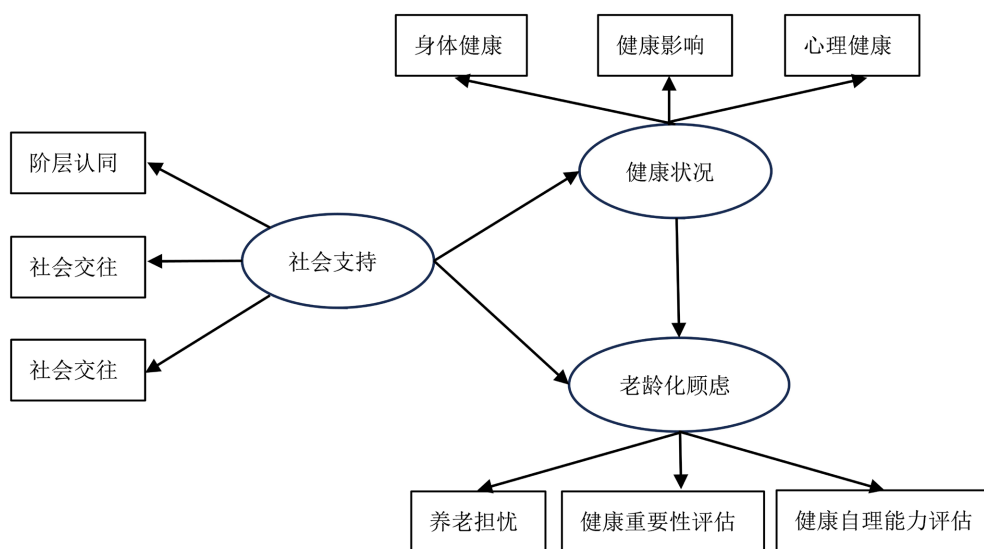 身体健康
健康影响
心理健康
阶层认同
健康状况
社会支持
社会交往
社会交往
老龄化顾虑
养老担忧
健康重要性评估
健康自理能力评估